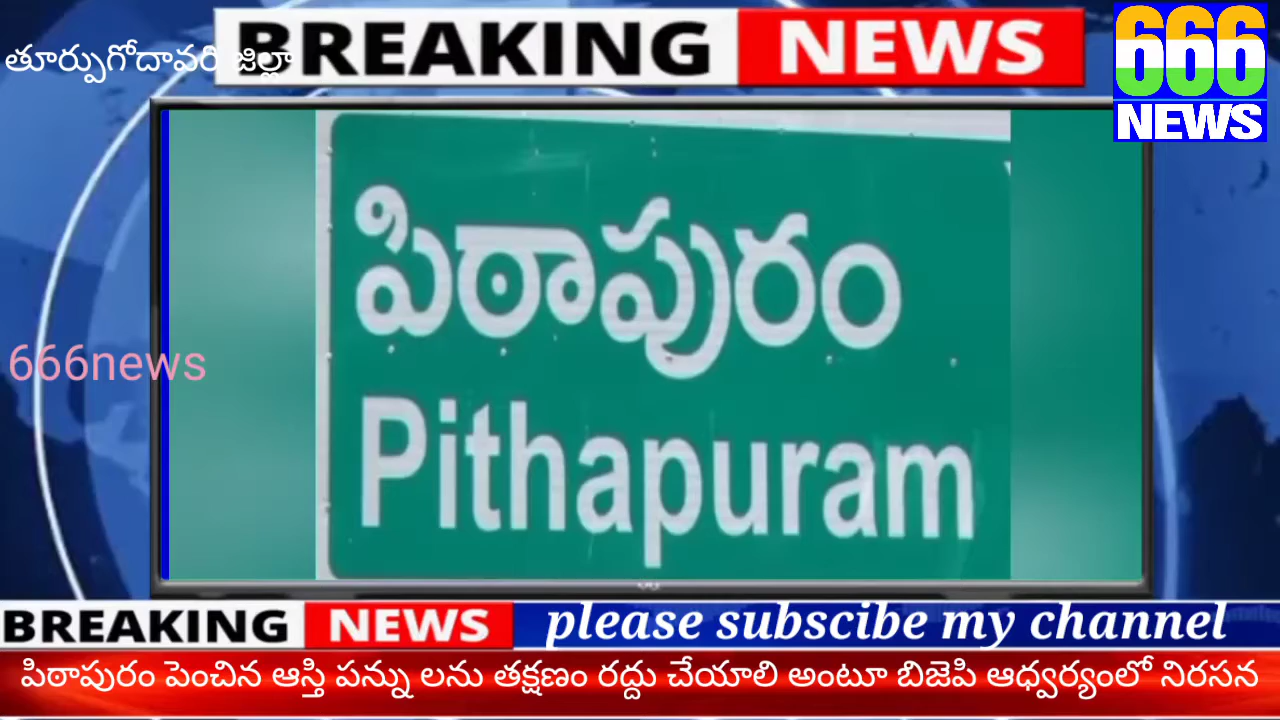 BREAKING NEWS
తూర్పుగోదావరి జిల్లా
666
NEWS
పిఠాపురం
666news
Pithapuram
BREAKING NEWS
please subscibe my channel
పిఠాపురం పెంచిన ఆస్తి పన్ను లను తక్షణం రద్దు చేయాలి అంటూ బిజెపి ఆధ్వర్యంలో నిరసన